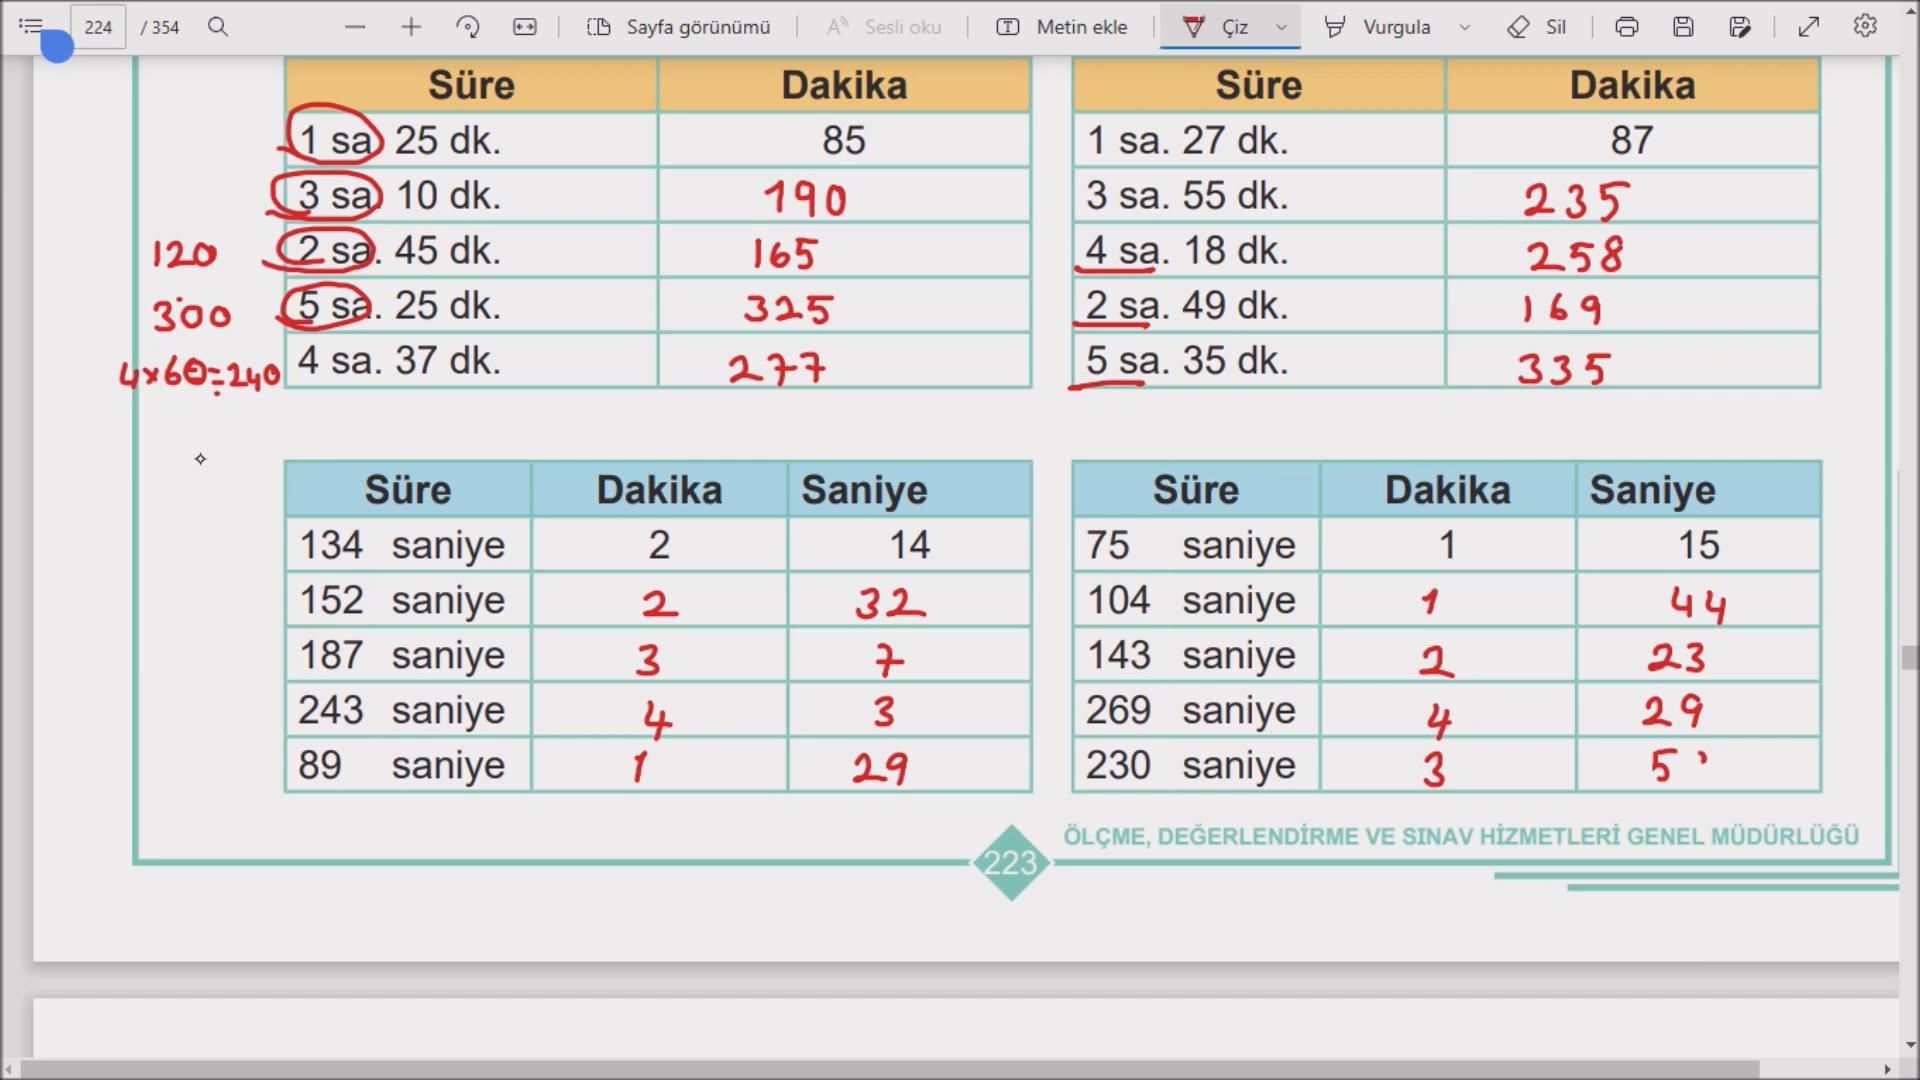 224 / 354 Sayfa görünümü Sesli oku Metin ekle Çiz Vurgula Sil
Süre Dakika
1 sa. 25 dk. 85
3 sa. 10 dk. 190
120 2 sa. 45 dk. 165
300 5 sa. 25 dk. 325
4x60=240 4 sa. 37 dk. 277
Süre Dakika
1 sa. 27 dk. 87
3 sa. 55 dk. 235
4 sa. 18 dk. 258
2 sa. 49 dk. 169
5 sa. 35 dk. 335
Süre Dakika Saniye
134 saniye 2 14
152 saniye 2 32
187 saniye 3 7
243 saniye 4 3
89 saniye 1 29
Süre Dakika Saniye
75 saniye 1 15
104 saniye 1 44
143 saniye 2 23
269 saniye 4 29
230 saniye 3 5
ÖLÇME, DEĞERLENDİRME VE SINAV HİZMETLERİ GENEL MÜDÜRLÜĞÜ
223